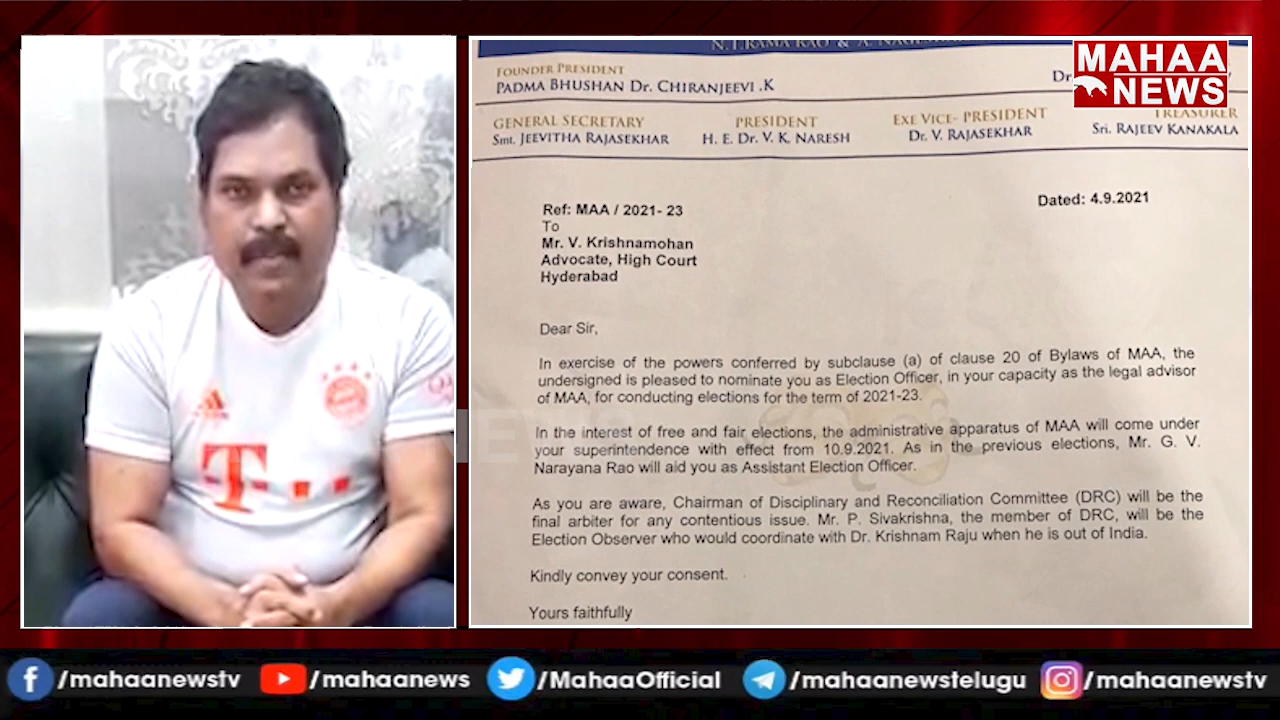 N. T. RAMA RAO & A.
FOUNDER PRESIDENT
PADMA BHUSHAN DR. CHIRANJEEVI .K
MAHAA
NEWS
GENERAL SECRETARY
Smt. JEEVITHA RAJASEKHAR
PRESIDENT
H. E. Dr. V. K. NARESH
EXE VICE- PRESIDENT
Dr. V. RAJASEKHAR
TREASURER
Sri. RAJEEV KANAKALA
Ref: MAA / 2021- 23
Dated: 4.9.2021
To
Mr. V. Krishnamohan
Advocate, High Court
Hyderabad
Dear Sir,
In exercise of the powers conferred by subclause (a) of clause 20 of Bylaws of MAA, the
undersigned is pleased to nominate you as Election Officer, in your capacity as the legal advisor
of MAA, for conducting elections for the term of 2021-23.
In the interest of free and fair elections, the administrative apparatus of MAA will come under
your superintendence with effect from 10.9.2021. As in the previous elections, Mr. G. V.
Narayana Rao will aid you as Assistant Election Officer.
As you are aware, Chairman of Disciplinary and Reconciliation Committee (DRC) will be the
final arbiter for any contentious issue. Mr. P. Sivakrishna, the member of DRC, will be the
Election Observer who would coordinate with Dr. Krishnam Raju when he is out of India.
Kindly convey your consent.
Yours faithfully
T
/mahaanewstv /mahaanews /MahaaOfficial /mahaanewstelugu /mahaanewstv